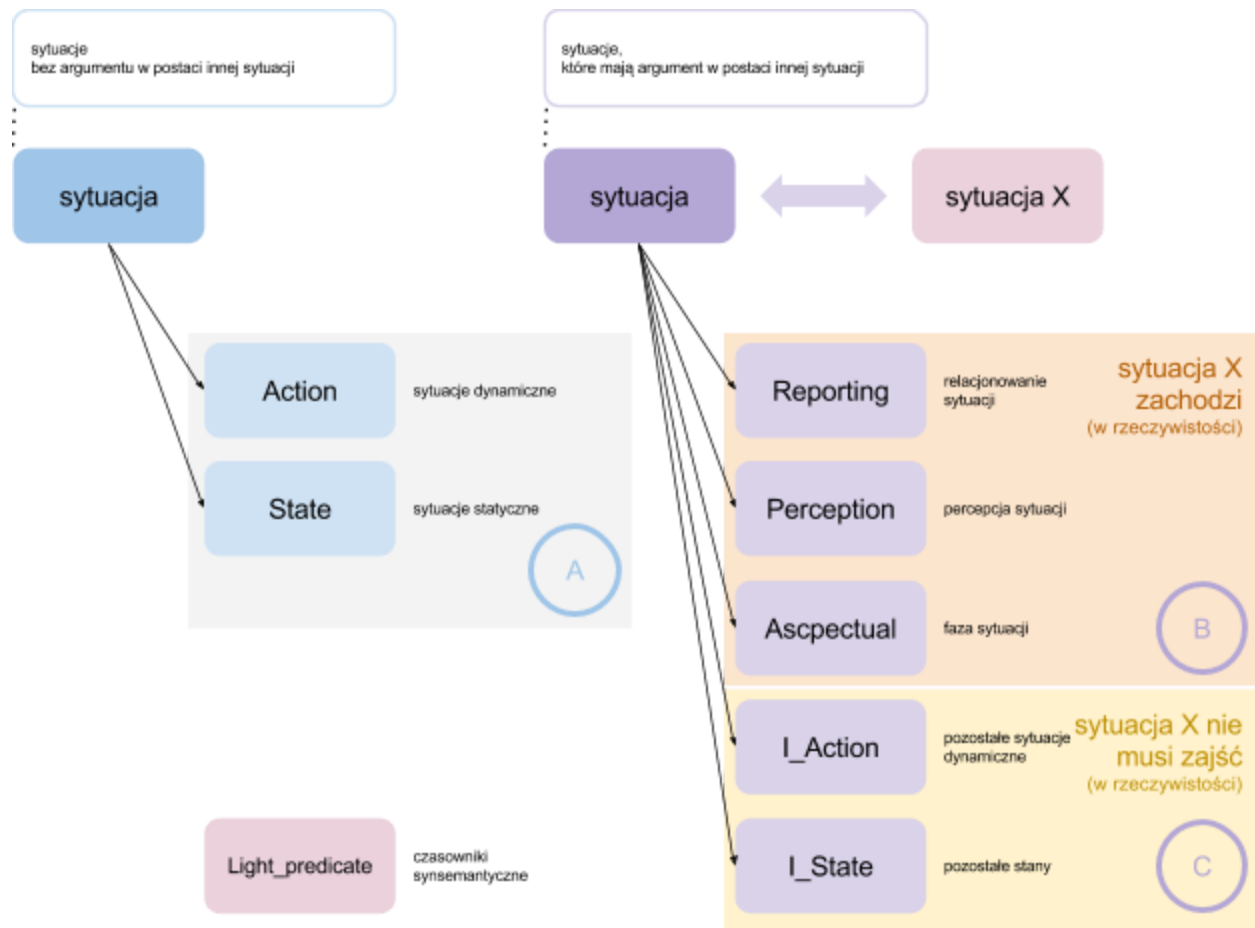 sytuacje
bez argumentu w postaci innej sytuacji
sytuacje,
które mają argument w postaci innej sytuacji
sytuacja
sytuacja
sytuacja X
Action
sytuacje dynamiczne
State
sytuacje statyczne
A
Reporting
relacjonowanie
sytuacji
sytuacja X
zachodzi
(w rzeczywistości)
Perception
percepcja sytuacji
Ascpectual
faza sytuacji
B
I_Action
pozostałe sytuacje
dynamiczne
sytuacja X nie
musi zajść
(w rzeczywistości)
Light_predicate
czasowniki
synsemantyczne
I_State
pozostałe stany
C